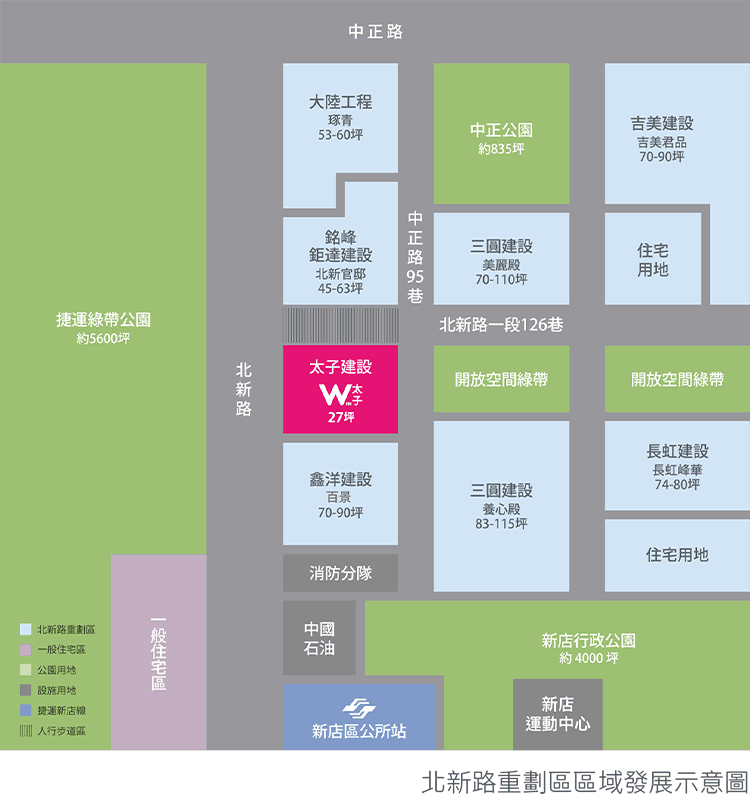 中正路
大陸工程
琢青
53-60坪
中正公園
約835坪
吉美建設
吉美君品
70-90坪
銘峰
鉅達建設
北新官邸
45-63坪
中正路95巷
三圓建設
美麗殿
70-110坪
住宅
用地
捷運綠帶公園
約5600坪
北新路一段126巷
北新路
太子建設
W太子
27坪
開放空間綠帶
開放空間綠帶
鑫洋建設
百景
70-90坪
三圓建設
養心殿
83-115坪
長虹建設
長虹峰華
74-80坪
住宅用地
消防分隊
中國
石油
新店行政公園
約 4000 坪
新店
運動中心
新店區公所站
一般住宅區
北新路重劃區
一般住宅區
公園用地
設施用地
捷運新店線
人行步道區
北新路重劃區區域發展示意圖